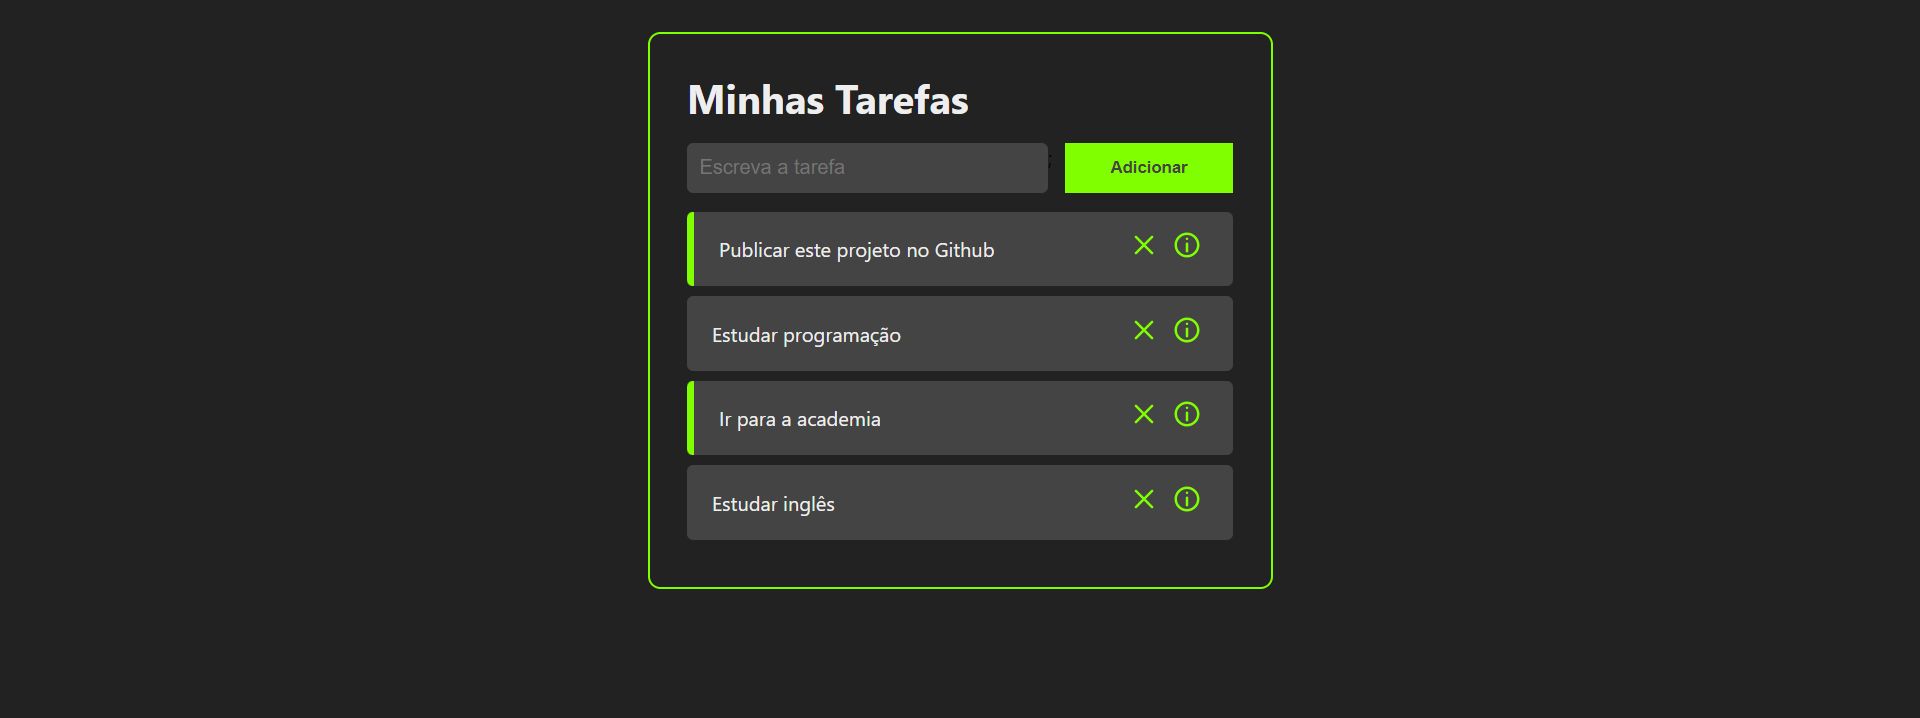 Minhas Tarefas
Escreva a tarefa ; Adicionar
Publicar este projeto no Github
Estudar programação
Ir para a academia
Estudar inglês